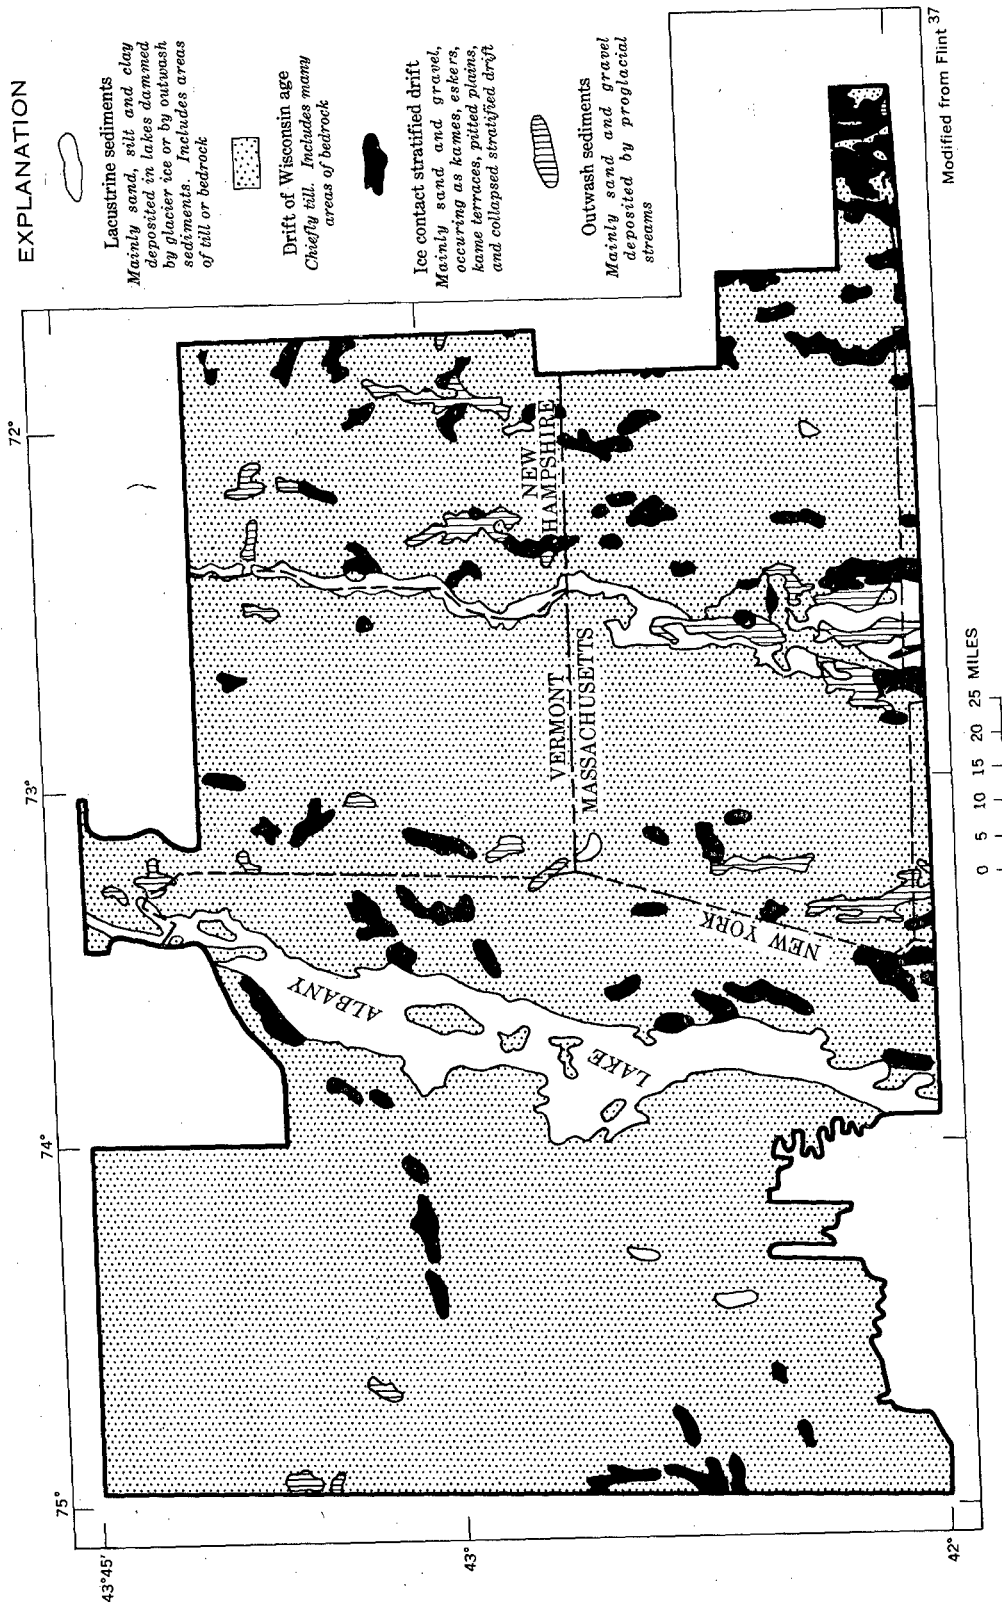 EXPLANATION
Lacustrine sediments
Mainly sand, silt and clay
deposited in lakes dammed
by glacier ice or by outwash
sediments. Includes areas
of till or bedrock
Drift of Wisconsin age
Chiefly till. Includes many
areas of bedrock
Ice contact stratified drift
Mainly sand and gravel,
occuring as kames, eskers,
kame terraces, pitted plains,
and collapsed stratified drift
Outwash sediments
Mainly sand and gravel
deposited by proglacial
streams
Modified from Flint 37
75°
74°
73°
72°
43°45'
43°
42°
ALBANY
LAKE
NEW YORK
VERMONT
MASSACHUSETTS
NEW
HAMPSHIRE
0 5 10 15 20 25 MILES